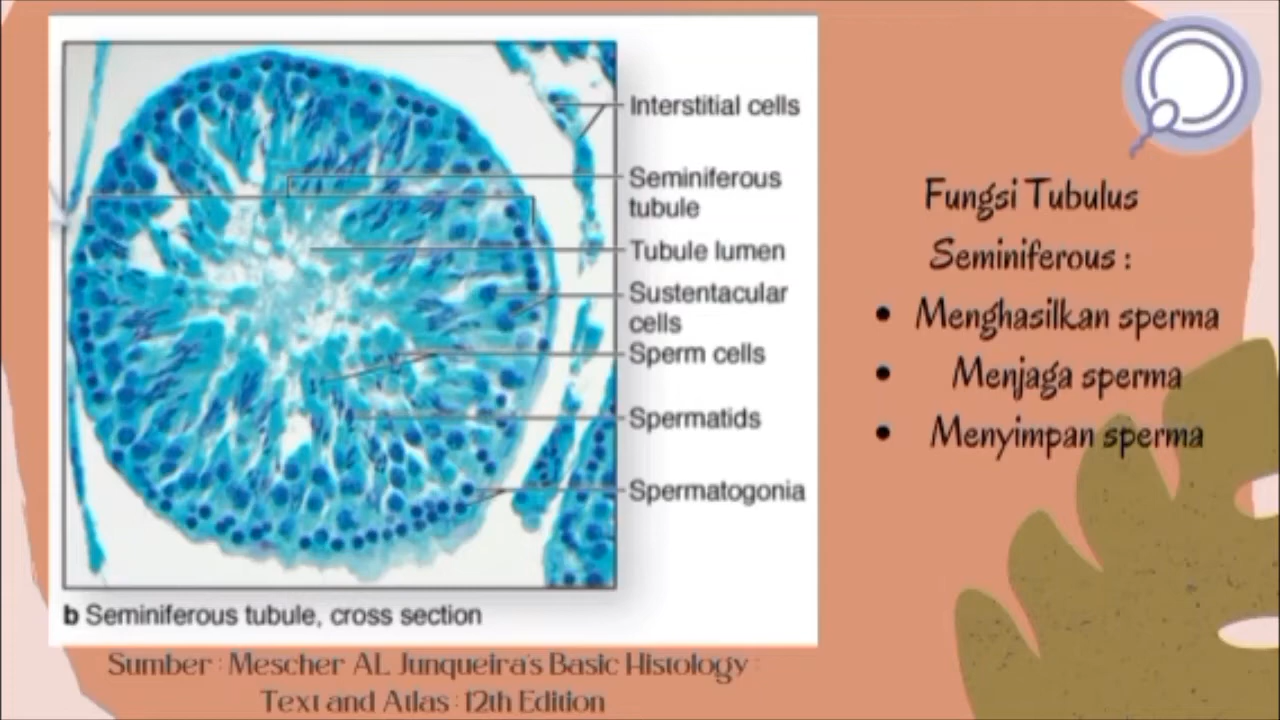 Interstitial cells
Seminiferous
tubule
Tubule lumen
Sustentacular
cells
Sperm cells
Spermatids
Spermatogonia
b Seminiferous tubule, cross section
Sumber : Mescher AL Junqueira's Basic Histology :
Text and Atlas : 12th Edition
Fungsi Tubulus
Seminiferous :
• Menghasilkan sperma
• Menjaga sperma
• Menyimpan sperma